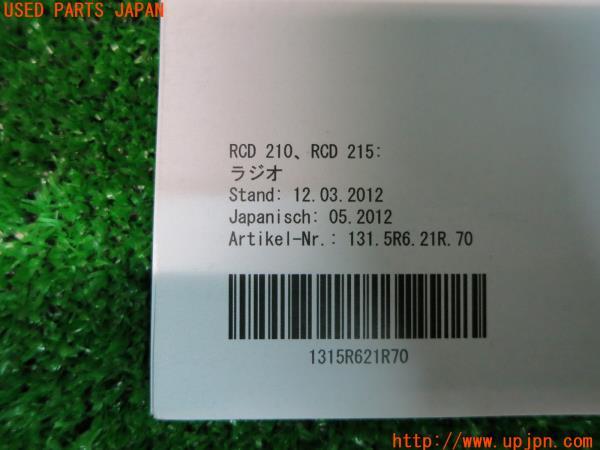 USED PARTS JAPAN
RCD 210、RCD 215:
ラジオ
Stand: 12.03.2012
Japanisch: 05.2012
Artikel-Nr.: 131.5R6.21R.70
1315R621R70
http://www.upjpn.com/